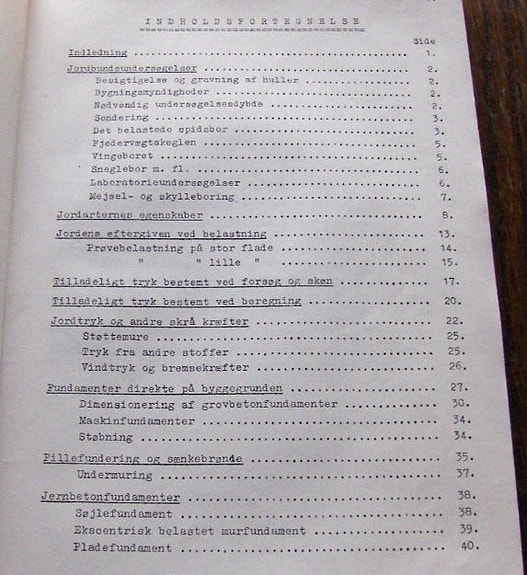 INDHOLDSFORTEGNELSE
Side
Indledning 1.
Jordbundsundersøgelser 2.
Besigtigelse og gravning af huller 2.
Bygningsmyndigheder 2.
Nødvendig undersøgelsesdybde 2.
Sondering 3.
Det belastede spidsbor 3.
Fjedervægtskeglen 5.
Vingeboret 5.
Sneglebor m. fl. 6.
Laboratorieundersøgelser 6.
Mejsel- og skylleboring 7.
Jordarternes egenskaber 8.
Jordens eftergiven ved belastning 13.
Prøvebelastning på stor flade 14.
" " lille " 15.
Tilladeligt tryk bestemt ved forsøg og skøn 17.
Tilladeligt tryk bestemt ved beregning 20.
Jordtryk og andre skrå kræfter 22.
Støttemure 25.
Tryk fra andre stoffer 25.
Vindtryk og bremsekræfter 26.
Fundamenter direkte på byggegrunden 27.
Dimensionering af grovbetonfundamenter 30.
Maskinfundamenter 34.
Støbning 34.
Pillefundering og sænkebrønde 35.
Undermuring 37.
Jernbetonfundamenter 38.
Søjlefundament 38.
Ekscentrisk belastet murfundament 39.
Pladefundament 40.